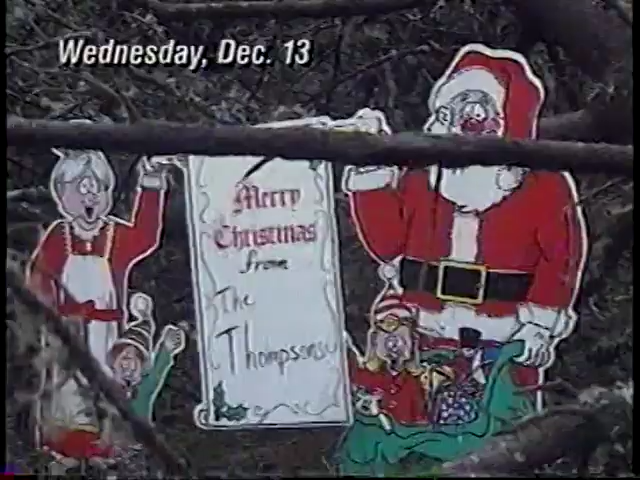 Wednesday, Dec. 13
Merry
Christmas
from
The
Thompsons